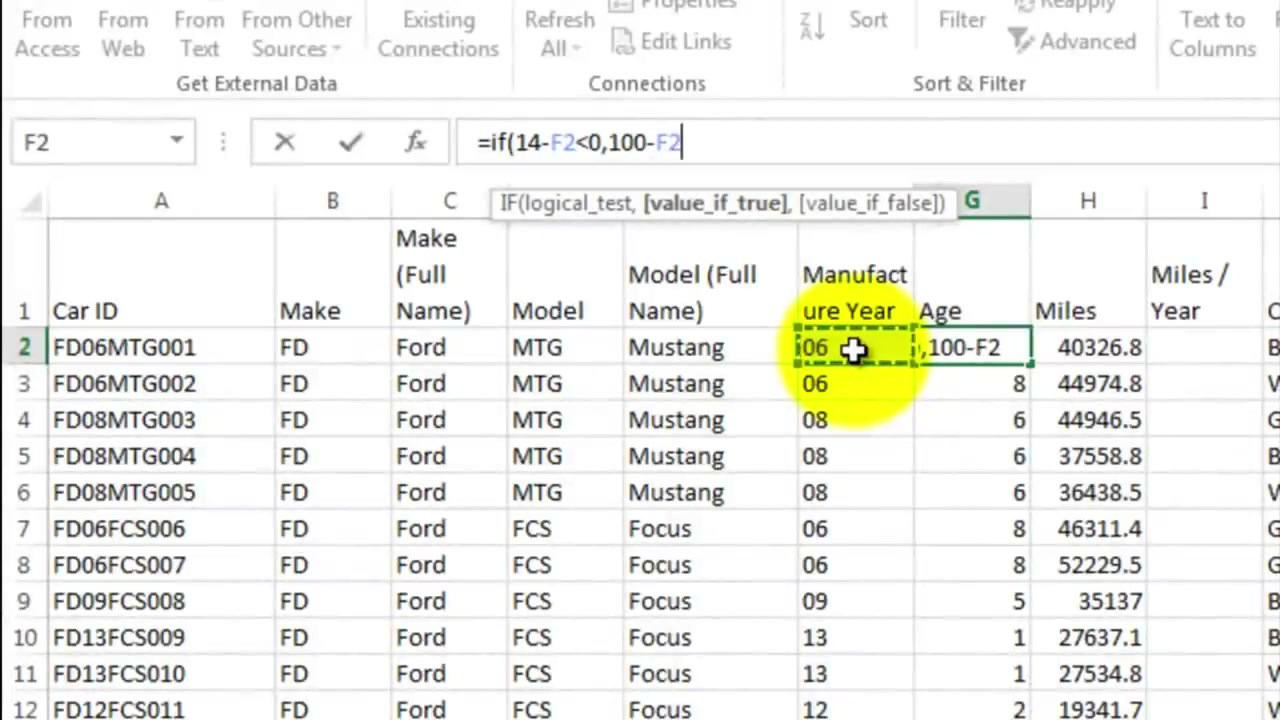 From Access
From Web
From Text
From Other Sources
Existing Connections
Refresh All
Properties
Edit Links
Sort
Filter
Reapply
Advanced
Text to Columns
Get External Data
Connections
Sort & Filter
F2
fx
=if(14-F2<0,100-F2
IF(logical_test, [value_if_true], [value_if_false])
A B C G H I
1 Car ID Make Make (Full Name) Model Model (Full Name) Manufacture Year Age Miles Miles / Year
2 FD06MTG001 FD Ford MTG Mustang 06 ,100-F2 40326.8 B
3 FD06MTG002 FD Ford MTG Mustang 06 8 44974.8
4 FD08MTG003 FD Ford MTG Mustang 08 6 44946.5
5 FD08MTG004 FD Ford MTG Mustang 08 6 37558.8 B
6 FD08MTG005 FD Ford MTG Mustang 08 6 36438.5
7 FD06FCS006 FD Ford FCS Focus 06 8 46311.4
8 FD06FCS007 FD Ford FCS Focus 06 8 52229.5
9 FD09FCS008 FD Ford FCS Focus 09 5 35137 B
10 FD13FCS009 FD Ford FCS Focus 13 1 27637.1 B
11 FD13FCS010 FD Ford FCS Focus 13 1 27534.8
12 FD12FCS011 FD Ford FCS Focus 12 2 19341.7